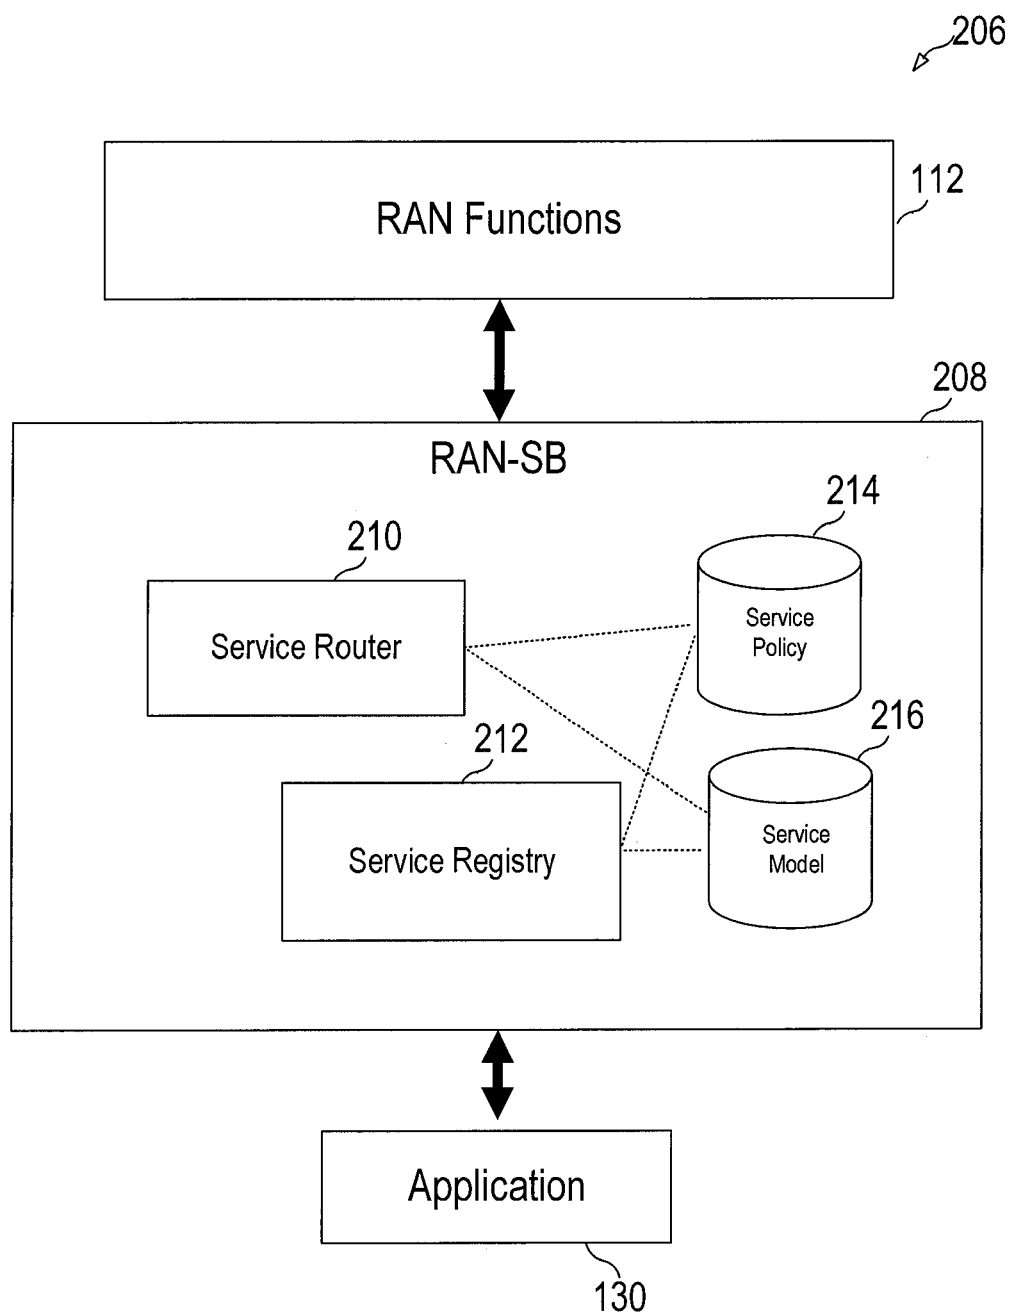 206
112
RAN Functions
208
RAN-SB
214
210
Service
Policy
Service Router
216
212
Service
Model
Service Registry
Application
130